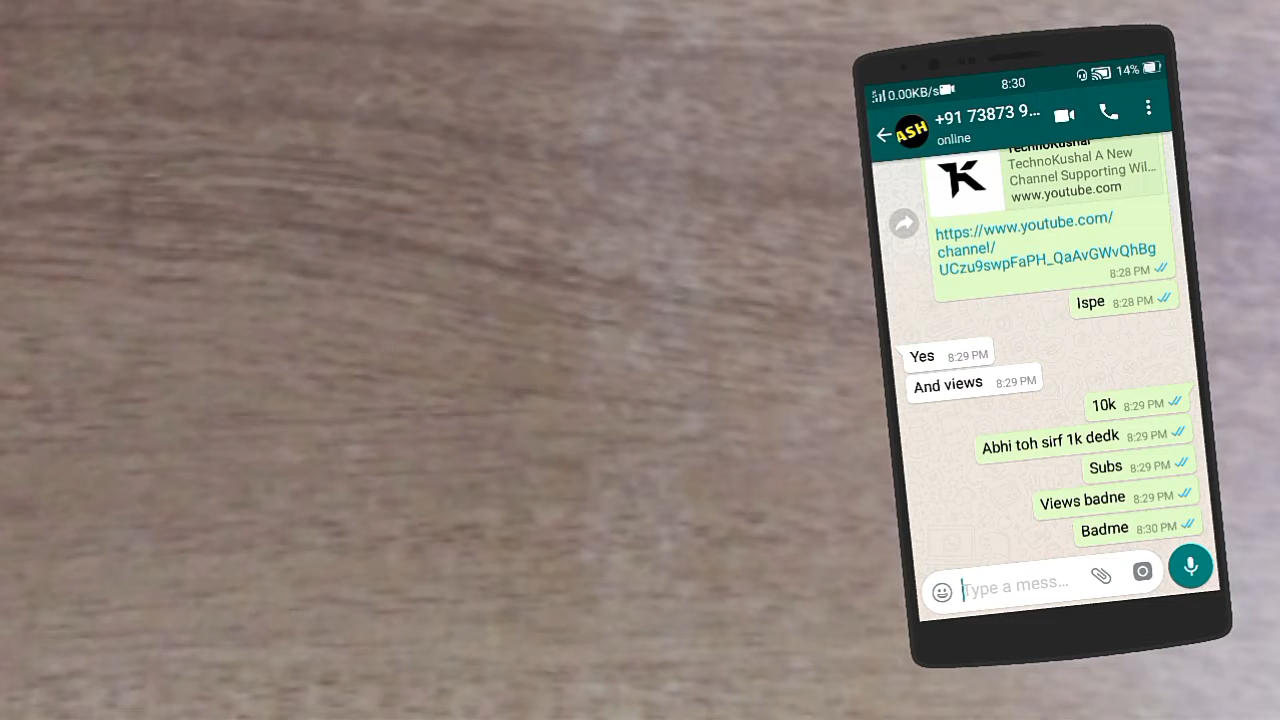 0.00KB/s
8:30
14%
ASH
+91 73873 9...
online
TechnoKushal
TechnoKushal A New
Channel Supporting Wil...
www.youtube.com
https://www.youtube.com/
channel/
UCzu9swpFaPH_QaAvGWvQhBg
8:28 PM
Ispe 8:28 PM
Yes 8:29 PM
And views 8:29 PM
10k 8:29 PM
Abhi toh sirf 1k dedk 8:29 PM
Subs 8:29 PM
Views badne 8:29 PM
Badme 8:30 PM
Type a mess...